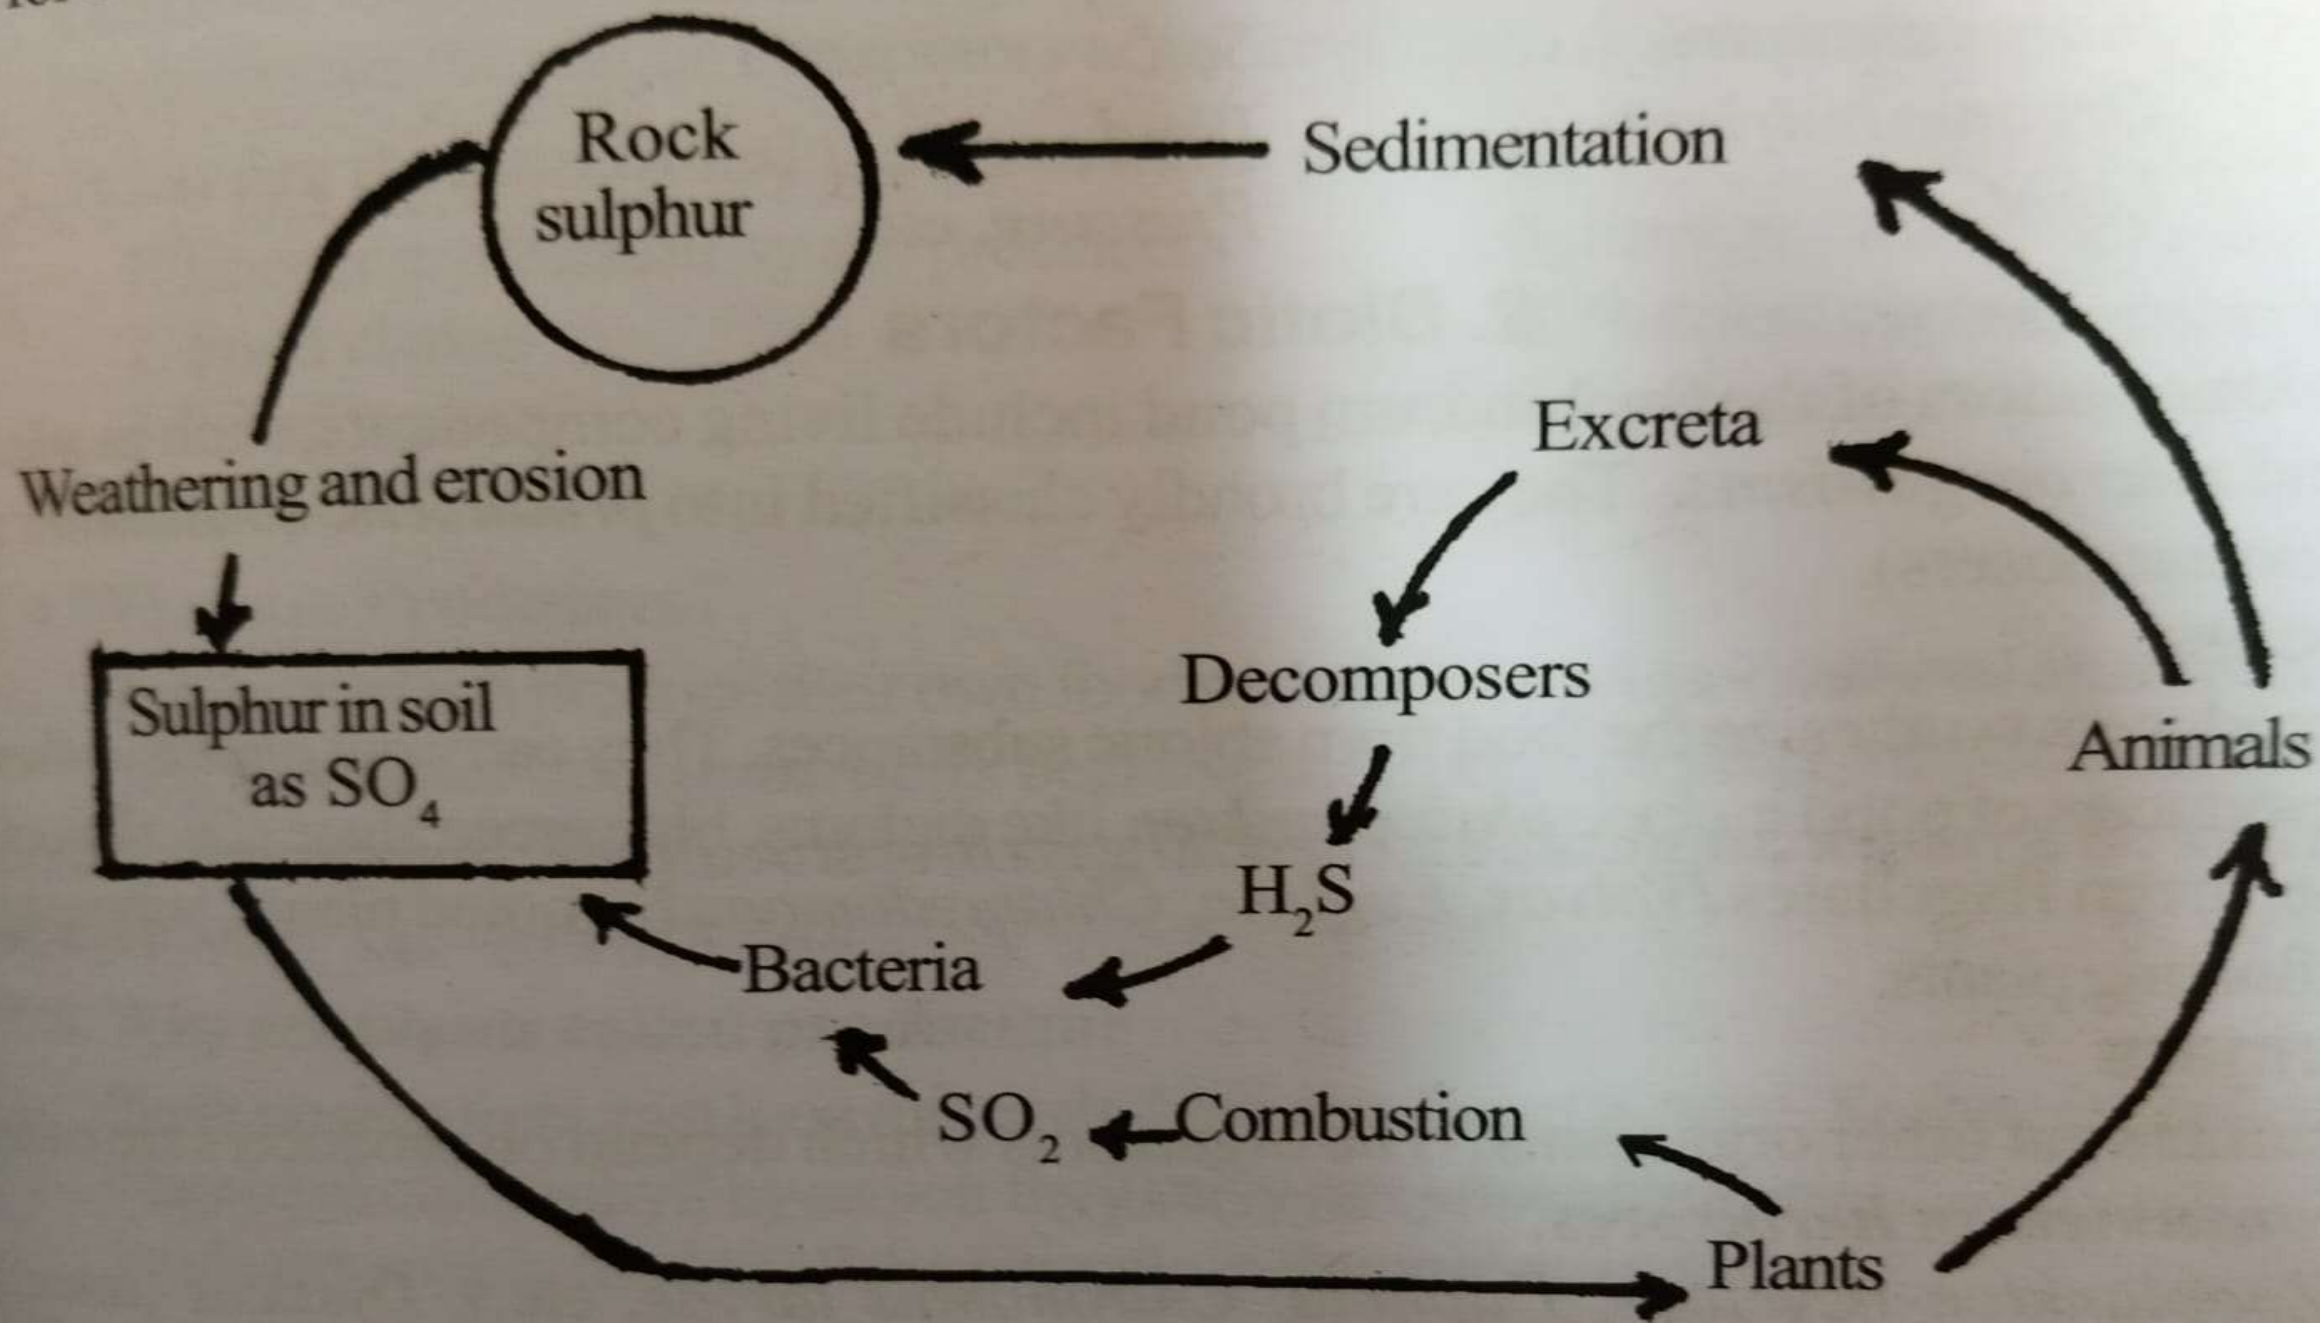 Rock
sulphur
Sedimentation
Excreta
Weathering and erosion
Decomposers
Sulphur in soil
as SO₄
Animals
H₂S
Bacteria
SO₂
Combustion
Plants